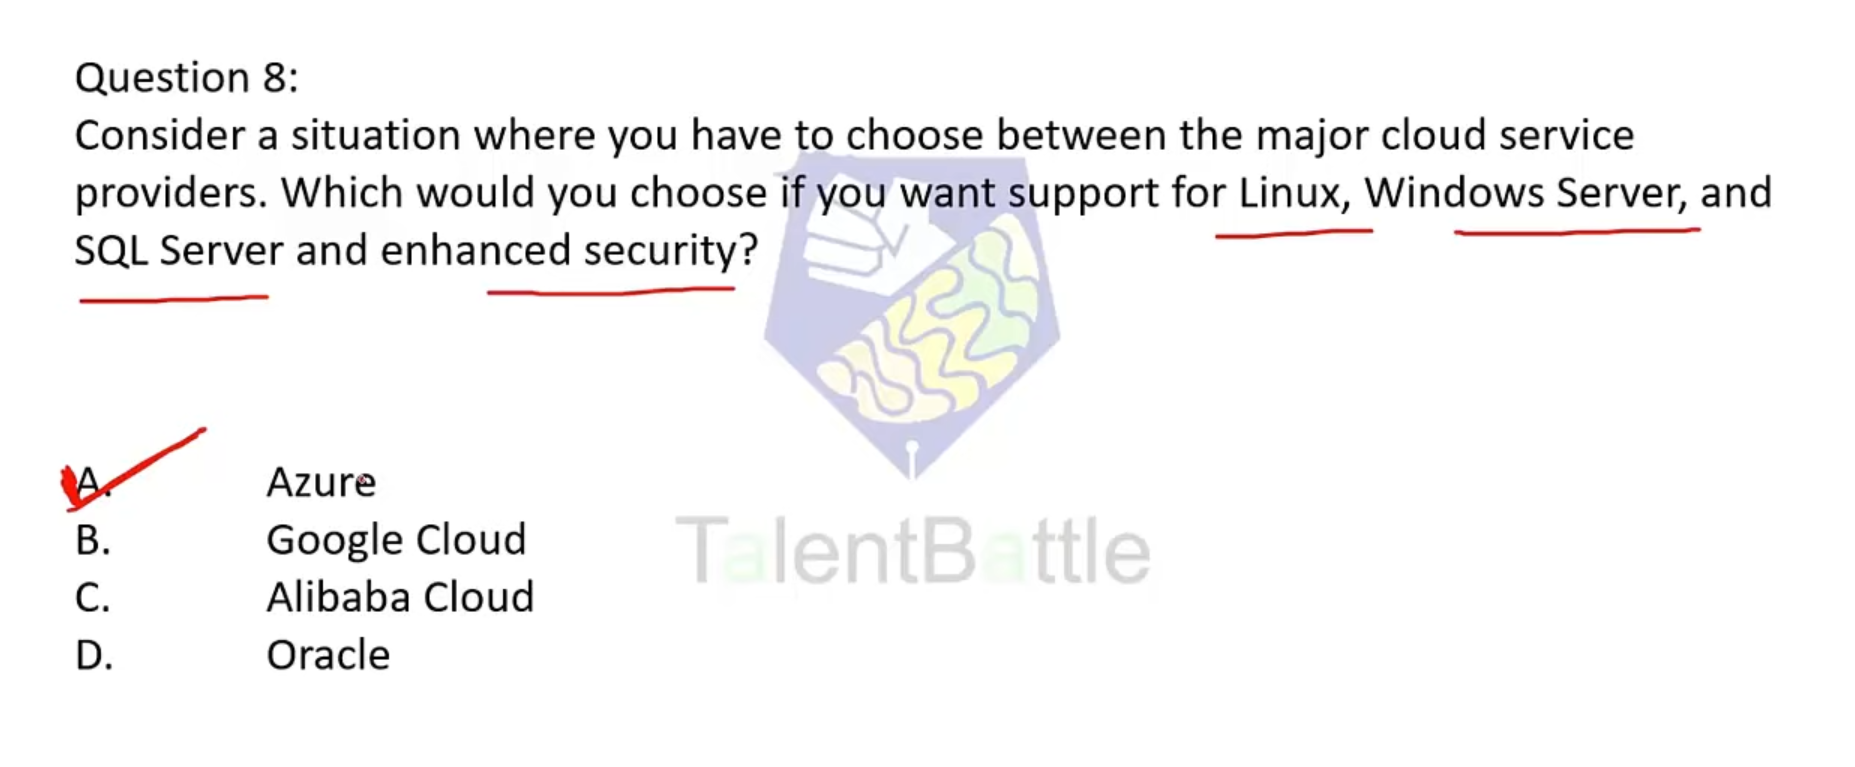 Question 8:
Consider a situation where you have to choose between the major cloud service
providers. Which would you choose if you want support for Linux, Windows Server, and
SQL Server and enhanced security?
A. Azure
B. Google Cloud
C. Alibaba Cloud
D. Oracle
TalentBattle